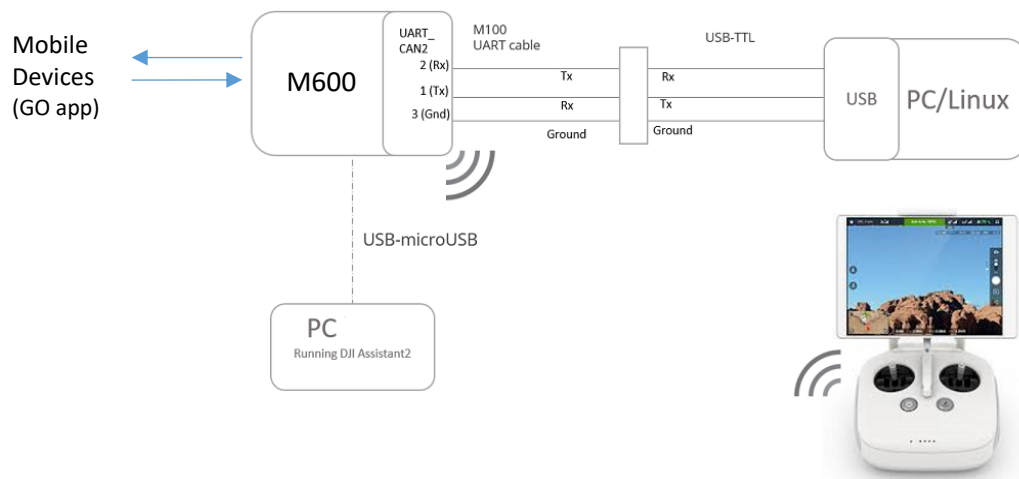 Mobile
Devices
(GO app)
M600
UART_
CAN2
2 (Rx)
1 (Tx)
3 (Gnd)
M100
UART cable
Tx
Rx
Ground
USB-TTL
Rx
Tx
Ground
USB
PC/Linux
USB-microUSB
PC
Running DJI Assistant2